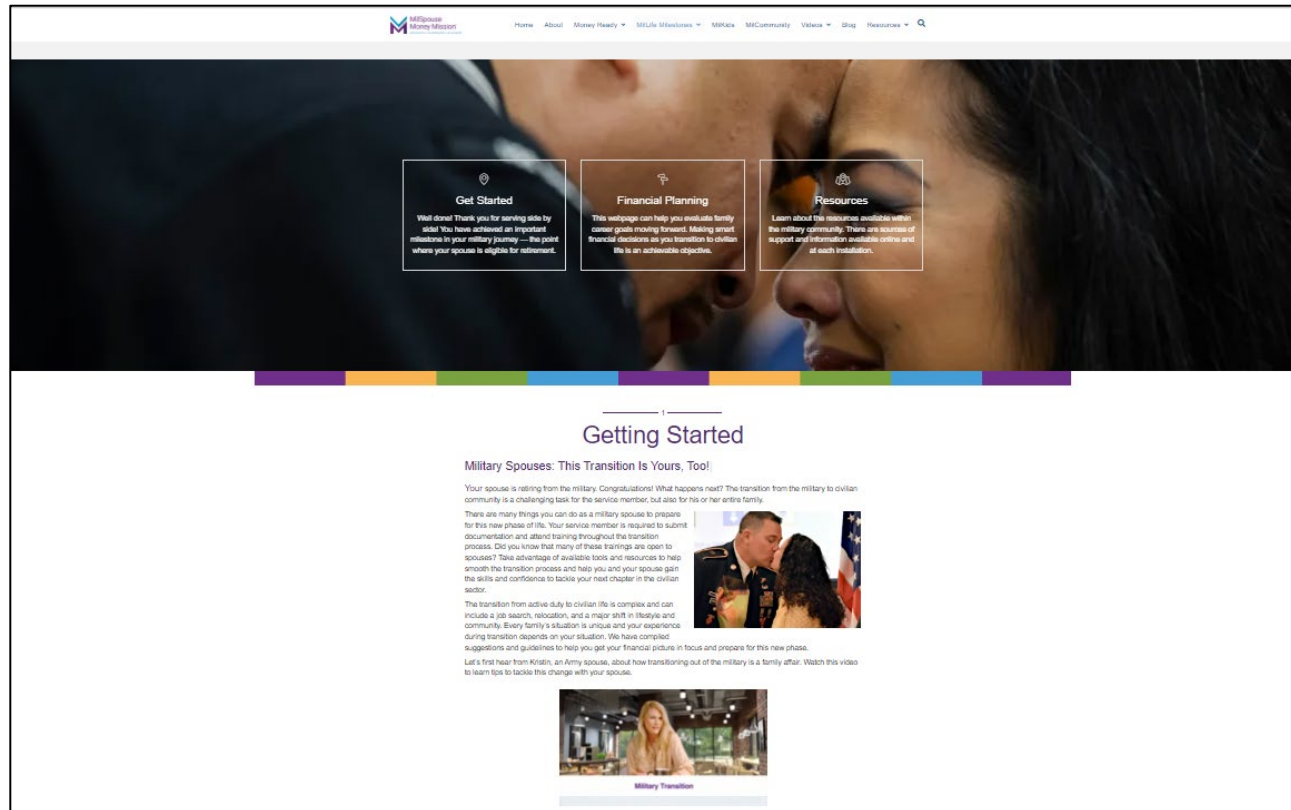 MilSpouse
Money Mission
Home About Money Ready MilLife Milestones MilKids MilCommunity Videos Blog Resources
Get Started
Well done! Thank you for serving side by
side! You have achieved an important
milestone in your military journey — the point
where your spouse is eligible for retirement.
Financial Planning
This webpage can help you evaluate family
career goals moving forward. Making smart
financial decisions as you transition to civilian
life is an achievable objective.
Resources
Learn about the resources available within
the military community. There are sources of
support and information available online and
at each installation.
1
Getting Started
Military Spouses: This Transition Is Yours, Too!
Your spouse is retiring from the military. Congratulations! What happens next? The transition from the military to civilian
community is a challenging task for the service member, but also for his or her entire family.
There are many things you can do as a military spouse to prepare
for this new phase of life. Your service member is required to submit
documentation and attend training throughout the transition
process. Did you know that many of these trainings are open to
spouses? Take advantage of available tools and resources to help
smooth the transition process and help you and your spouse gain
the skills and confidence to tackle your next chapter in the civilian
sector.
The transition from active duty to civilian life is complex and can
include a job search, relocation, and a major shift in lifestyle and
community. Every family's situation is unique and your experience
during transition depends on your situation. We have compiled
suggestions and guidelines to help you get your financial picture in focus and prepare for this new phase.
Let's first hear from Kristin, an Army spouse, about how transitioning out of the military is a family affair. Watch this video
to learn tips to tackle this change with your spouse.
Military Transition